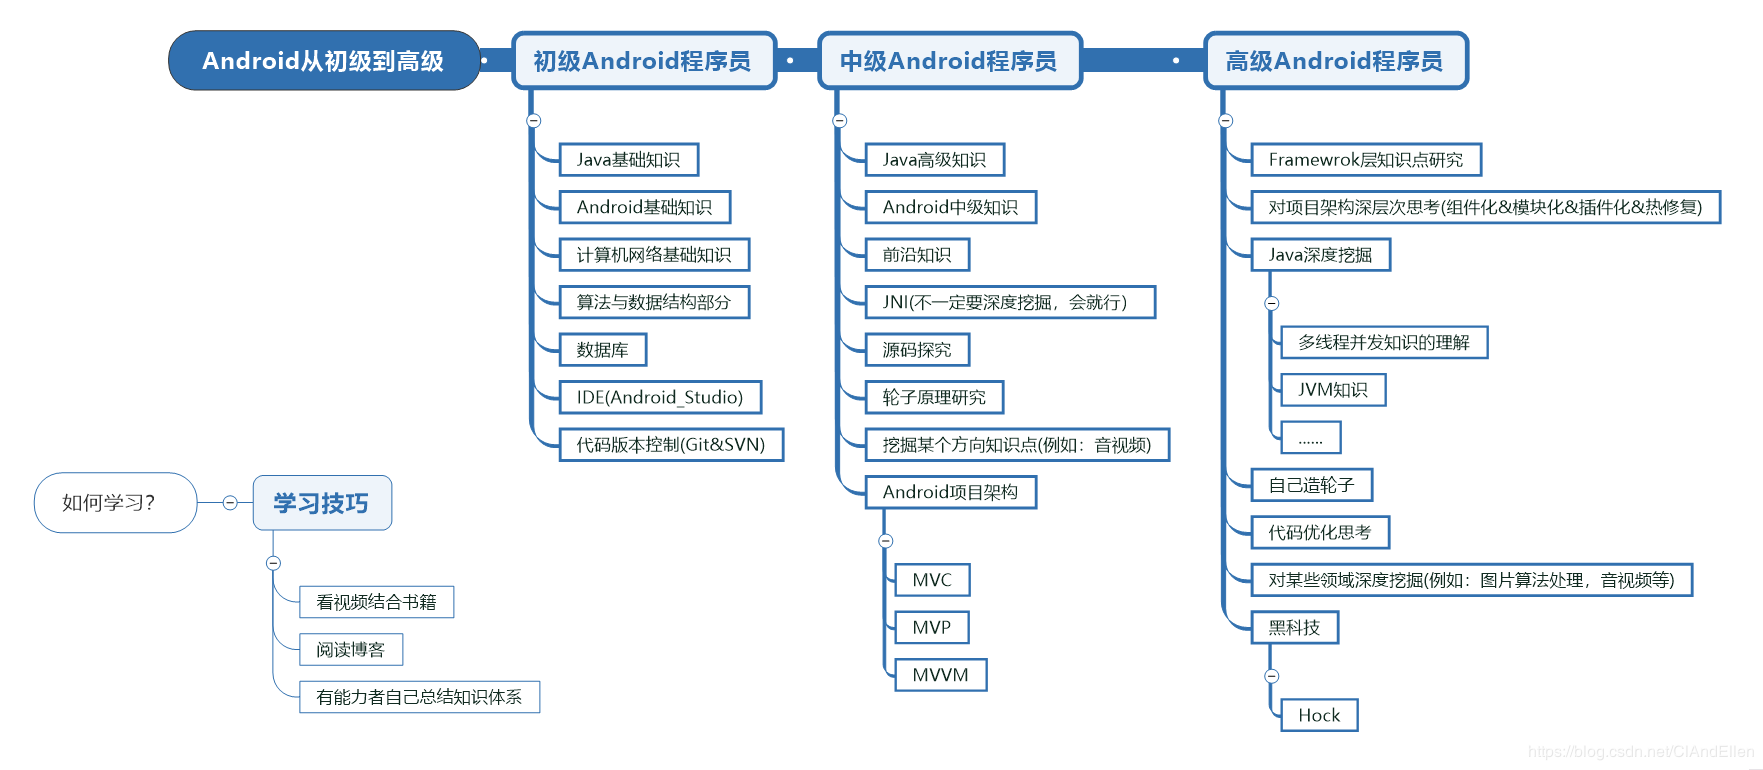 Android从初级到高级
初级Android程序员
Java基础知识
Android基础知识
计算机网络基础知识
算法与数据结构部分
数据库
IDE(Android_Studio)
代码版本控制(Git&SVN)
中级Android程序员
Java高级知识
Android中级知识
前沿知识
JNI(不一定要深度挖掘，会就行）
源码探究
轮子原理研究
挖掘某个方向知识点(例如：音视频)
Android项目架构
MVC
MVP
MVVM
高级Android程序员
Framewrok层知识点研究
对项目架构深层次思考(组件化&模块化&插件化&热修复)
Java深度挖掘
多线程并发知识的理解
JVM知识
......
自己造轮子
代码优化思考
对某些领域深度挖掘(例如：图片算法处理，音视频等)
黑科技
Hock
如何学习？
学习技巧
看视频结合书籍
阅读博客
有能力者自己总结知识体系
https://blog.csdn.net/CIAndEllen